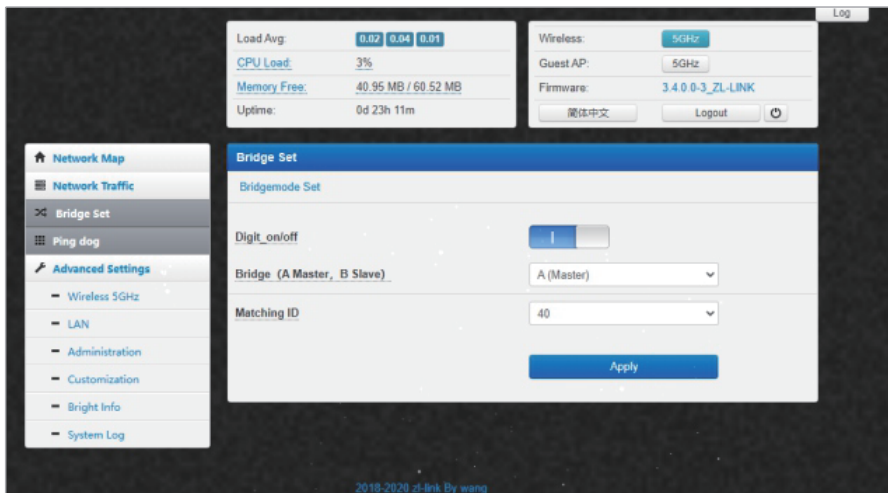 Log
Load Avg: 0.02 0.04 0.01
CPU Load: 3%
Memory Free: 40.95 MB / 60.52 MB
Uptime: 0d 23h 11m
Wireless: 5GHz
Guest AP: 5GHz
Firmware: 3.4.0.0-3_ZL-LINK
简体中文 Logout
Network Map
Network Traffic
Bridge Set
Ping dog
Advanced Settings
Wireless 5GHz
LAN
Administration
Customization
Bright Info
System Log
Bridge Set
Bridgemode Set
Digit_on/off
Bridge (A Master, B Slave) A (Master)
Matching ID 40
Apply
2018-2020 zl-link By wang